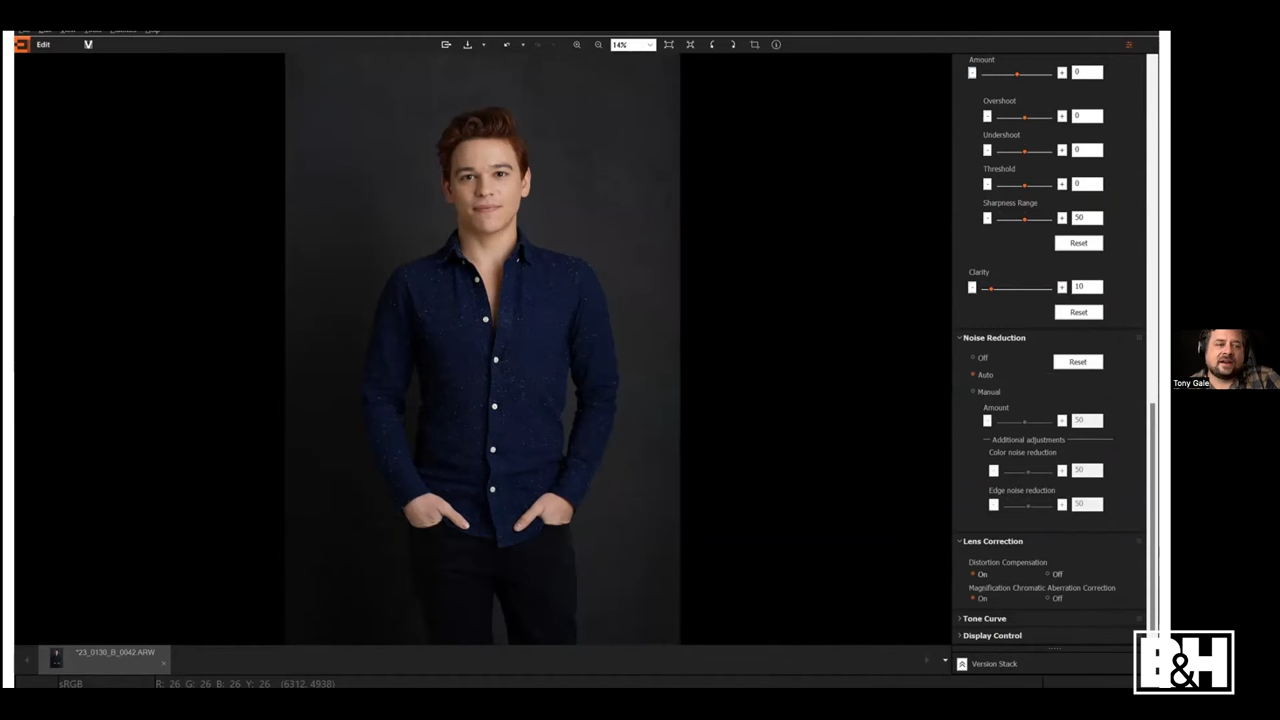 Edit
14%
Amount
- + 0
Overshoot
- + 0
Undershoot
- + 0
Threshold
- + 0
Sharpness Range
- + 50
Reset
Clarity
- + 10
Reset
Noise Reduction
Off
Reset
Auto
Manual
Amount
- + 50
Additional adjustments
Color noise reduction
- + 50
Edge noise reduction
- + 50
Lens Correction
Distortion Compensation
On Off
Magnification Chromatic Aberration Correction
On Off
Tone Curve
Display Control
Version Stack
*23_0130_B_0042.ARW
sRGB R: 26 G: 26 B: 26 Y: 26 (6312, 4938)
Tony Gale
B&H